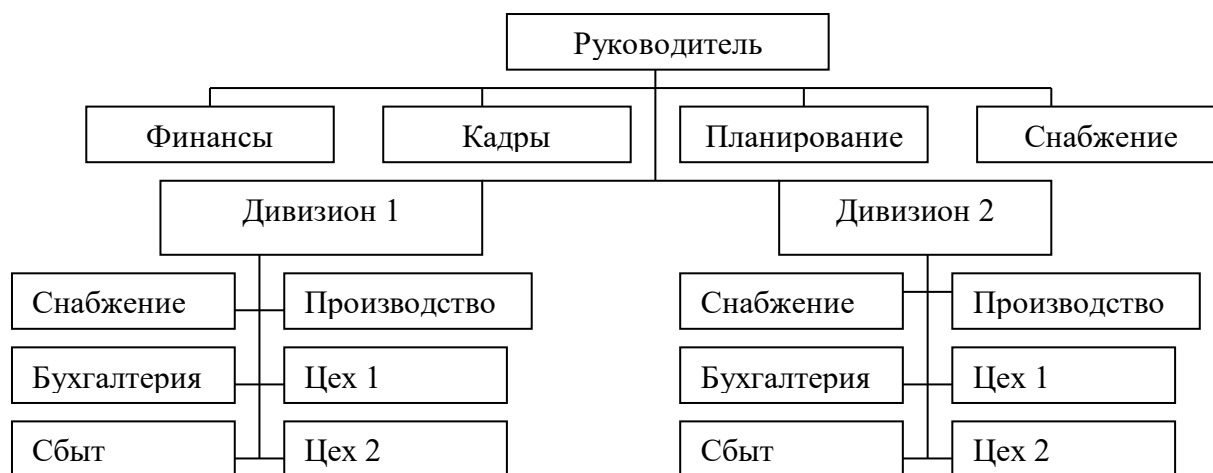 Руководитель
Финансы
Кадры
Планирование
Снабжение
Дивизион 1
Дивизион 2
Снабжение
Производство
Снабжение
Производство
Бухгалтерия
Цех 1
Бухгалтерия
Цех 1
Сбыт
Цех 2
Сбыт
Цех 2